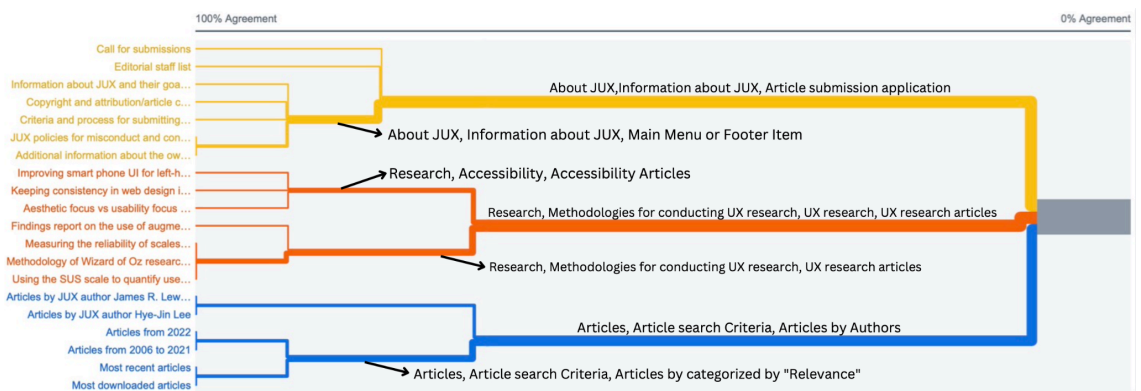 100% Agreement
0% Agreement
Call for submissions
Editorial staff list
Information about JUX and their goa...
Copyright and attribution/article c...
Criteria and process for submitting...
JUX policies for misconduct and con...
Additional information about the ow...
Improving smart phone UI for left-h...
Keeping consistency in web design i...
Aesthetic focus vs usability focus ...
Findings report on the use of augme...
Measuring the reliability of scales...
Methodology of Wizard of Oz researc...
Using the SUS scale to quantify use...
Articles by JUX author James R. Lew...
Articles by JUX author Hye-Jin Lee
Articles from 2022
Articles from 2006 to 2021
Most recent articles
Most downloaded articles
About JUX,Information about JUX, Article submission application
About JUX, Information about JUX, Main Menu or Footer Item
Research, Accessibility, Accessibility Articles
Research, Methodologies for conducting UX research, UX research, UX research articles
Research, Methodologies for conducting UX research, UX research articles
Articles, Article search Criteria, Articles by Authors
Articles, Article search Criteria, Articles by categorized by "Relevance"